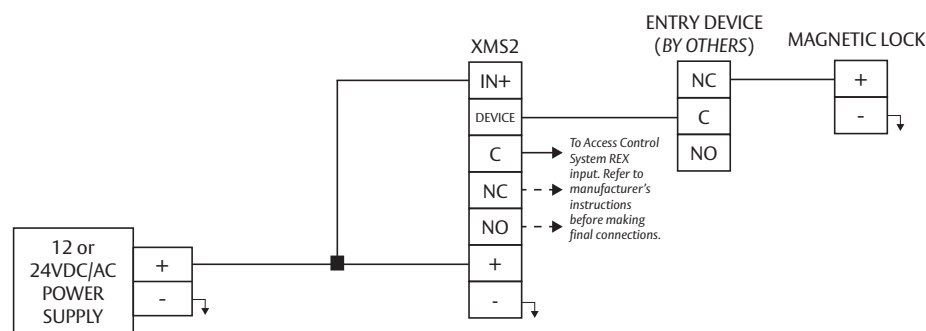 ENTRY DEVICE
(BY OTHERS)
MAGNETIC LOCK
XMS2
IN+
DEVICE
C
NC
NO
+
-
NC
C
NO
+
-
To Access Control
System REX
input. Refer to
manufacturer's
instructions
before making
final connections.
12 or
24VDC/AC
POWER
SUPPLY
+
-